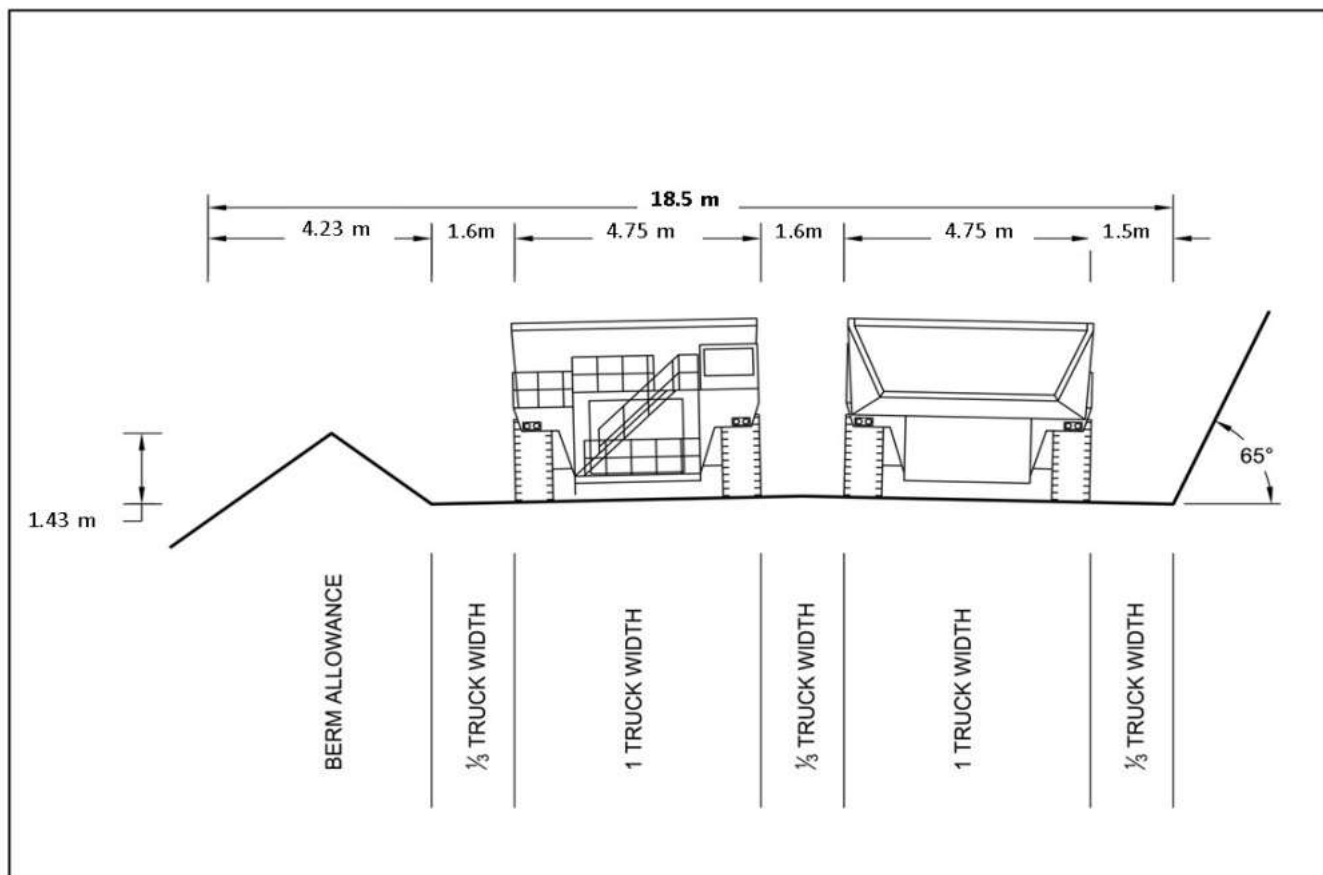 18.5 m
4.23 m
1.6m
4.75 m
1.6m
4.75 m
1.5m
65°
1.43 m
BERM ALLOWANCE
⅓ TRUCK WIDTH
1 TRUCK WIDTH
⅓ TRUCK WIDTH
1 TRUCK WIDTH
⅓ TRUCK WIDTH